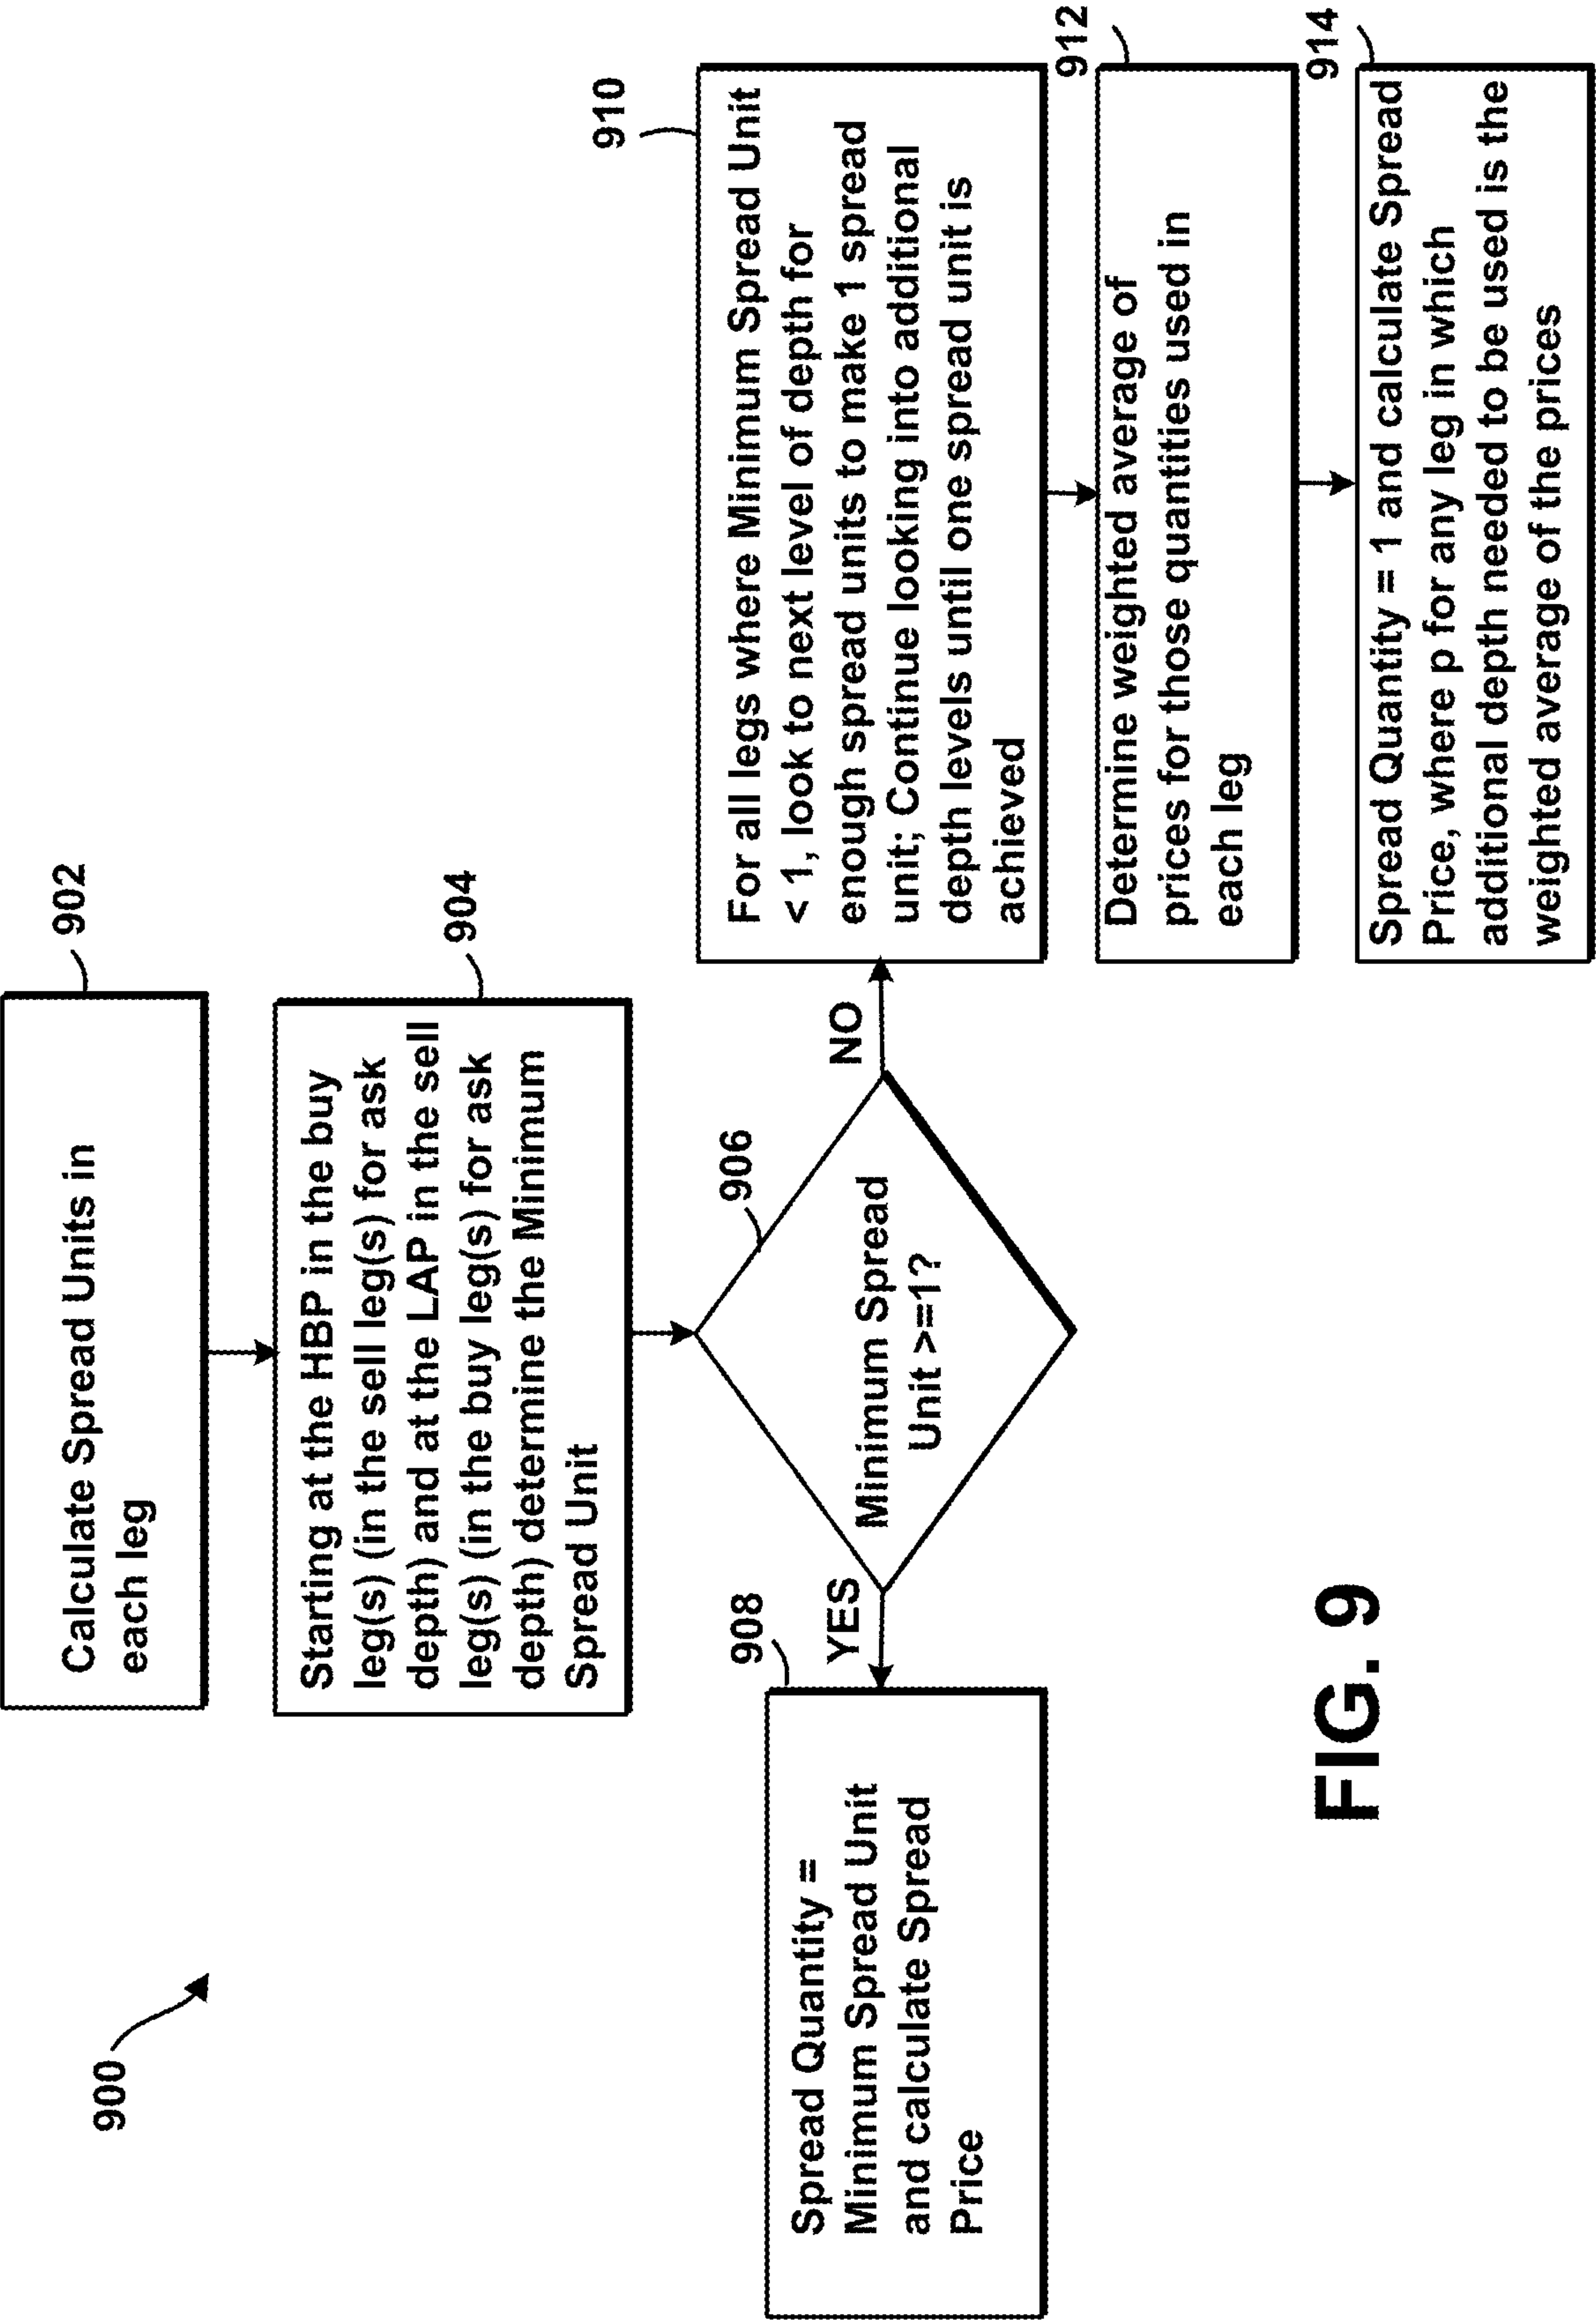 900
902
Calculate Spread Units in
each leg
904
Starting at the HBP in the buy
leg(s) (in the sell leg(s) for ask
depth) and at the LAP in the sell
leg(s) (in the buy leg(s) for ask
depth) determine the Minimum
Spread Unit
906
Minimum Spread
Unit >=1?
YES
NO
908
Spread Quantity =
Minimum Spread Unit
and calculate Spread
Price
910
For all legs where Minimum Spread Unit
< 1, look to next level of depth for
enough spread units to make 1 spread
unit; Continue looking into additional
depth levels until one spread unit is
achieved
912
Determine weighted average of
prices for those quantities used in
each leg
914
Spread Quantity = 1 and calculate Spread
Price, where p for any leg in which
additional depth needed to be used is the
weighted average of the prices
FIG. 9